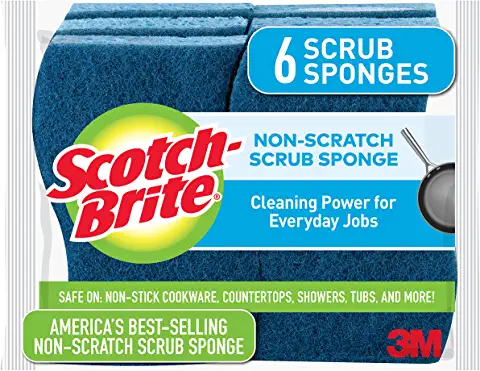 6 SCRUB
SPONGES
Scotch-
Brite®
NON-SCRATCH
SCRUB SPONGE
Cleaning Power for
Everyday Jobs
SAFE ON: NON-STICK COOKWARE, COUNTERTOPS, SHOWERS, TUBS, AND MORE!
AMERICA'S BEST-SELLING
NON-SCRATCH SCRUB SPONGE
3M